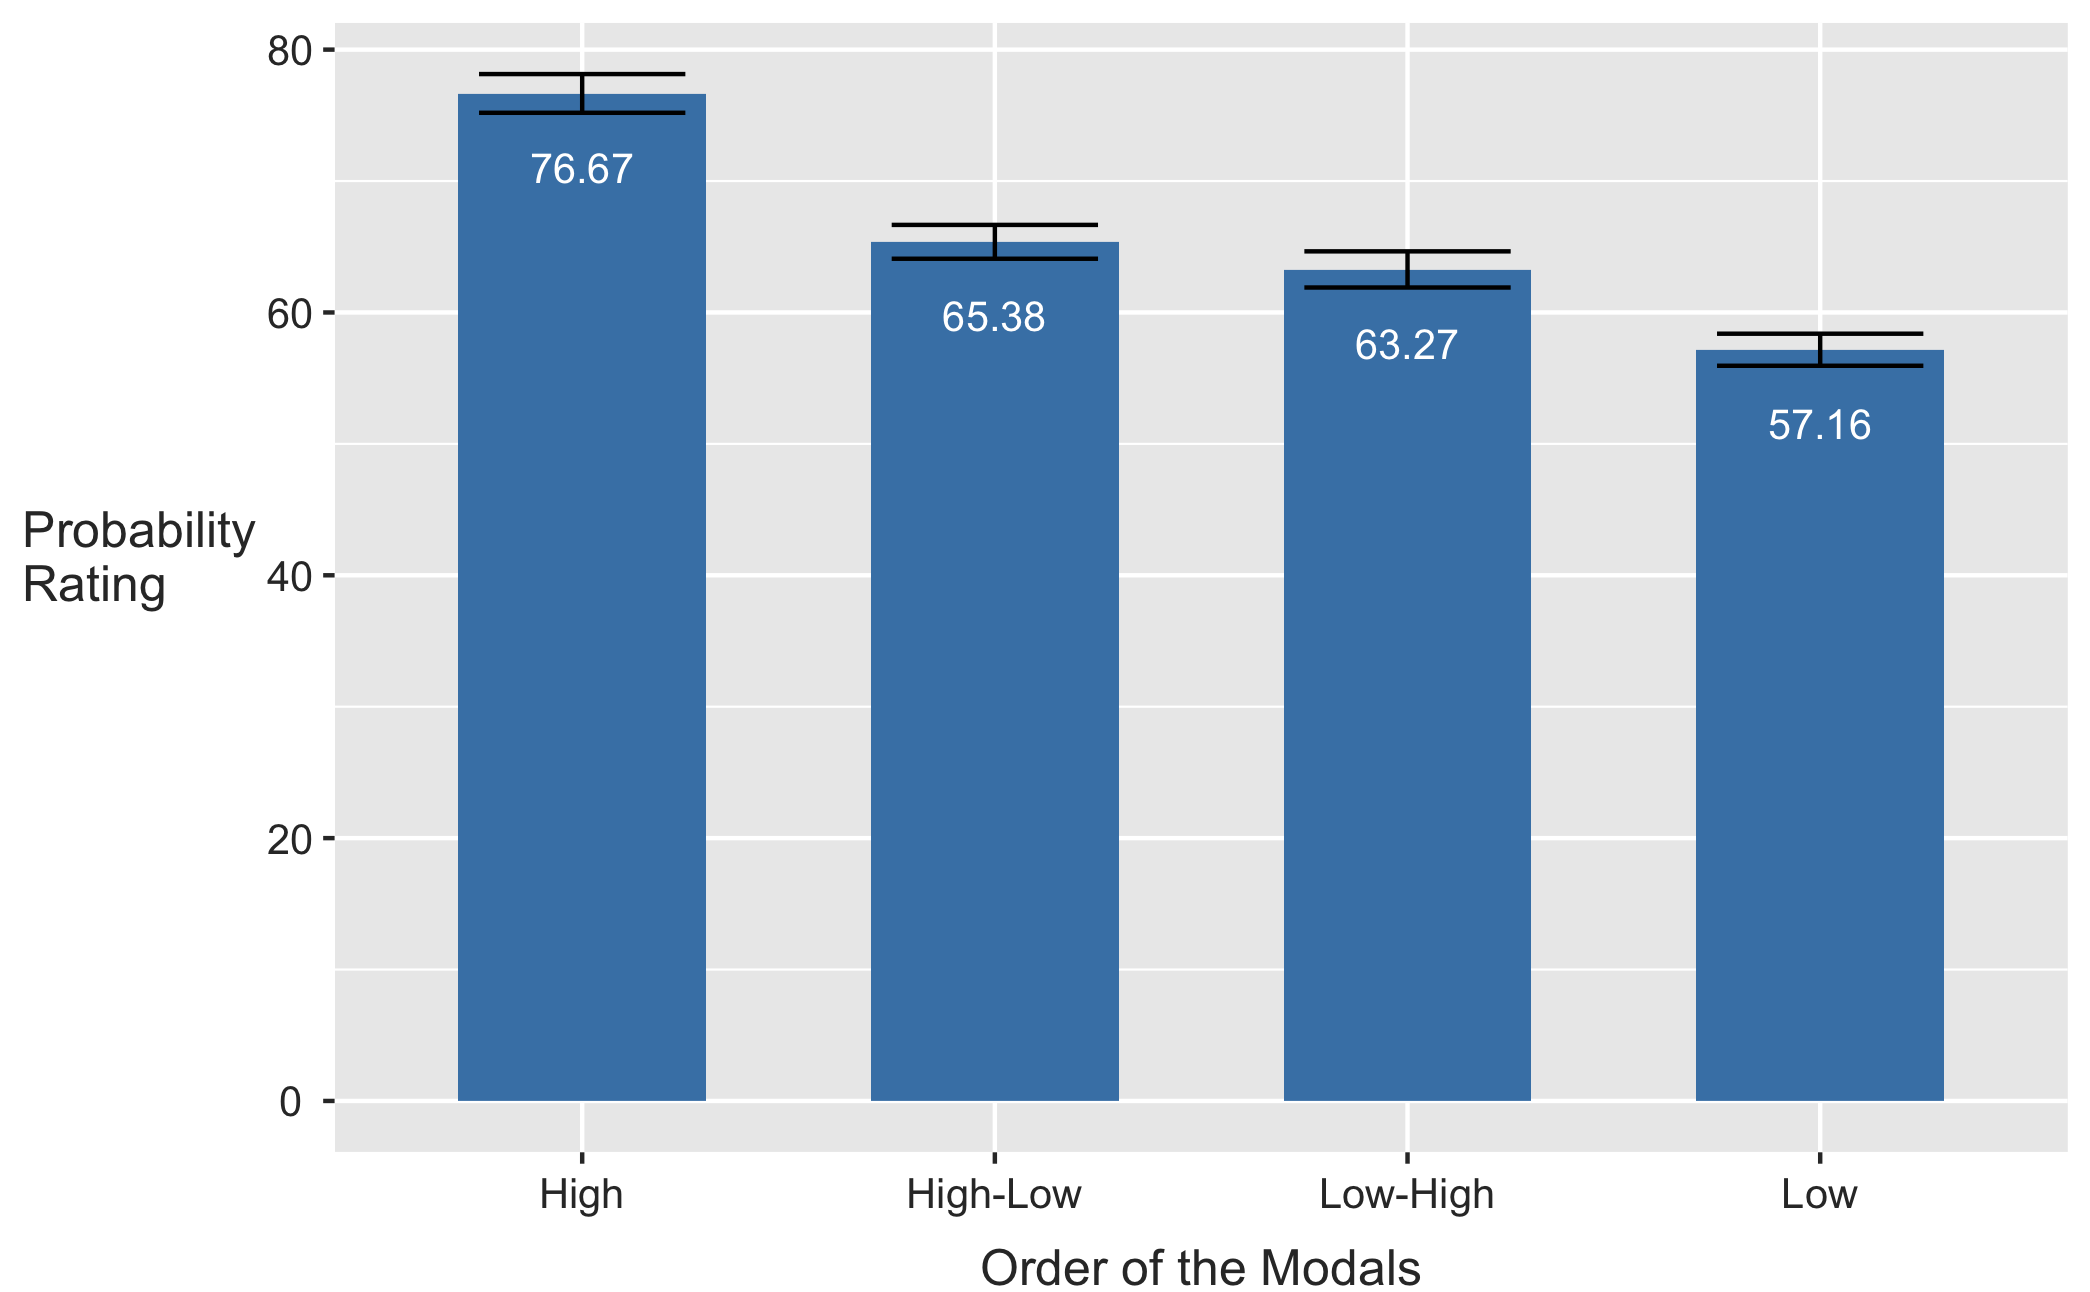 80
60
40
20
0
Probability
Rating
76.67
65.38
63.27
57.16
High
High-Low
Low-High
Low
Order of the Modals